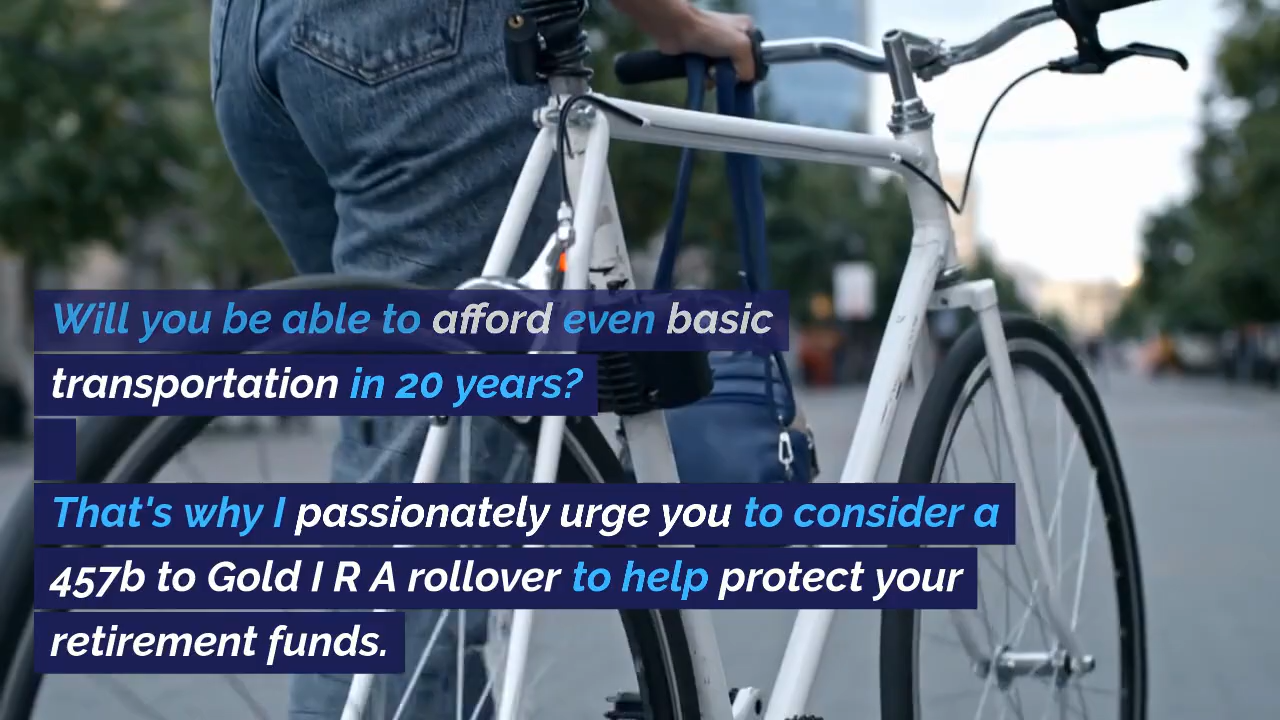 Will you be able to afford even basic
transportation in 20 years?
That's why I passionately urge you to consider a
457b to Gold I R A rollover to help protect your
retirement funds.